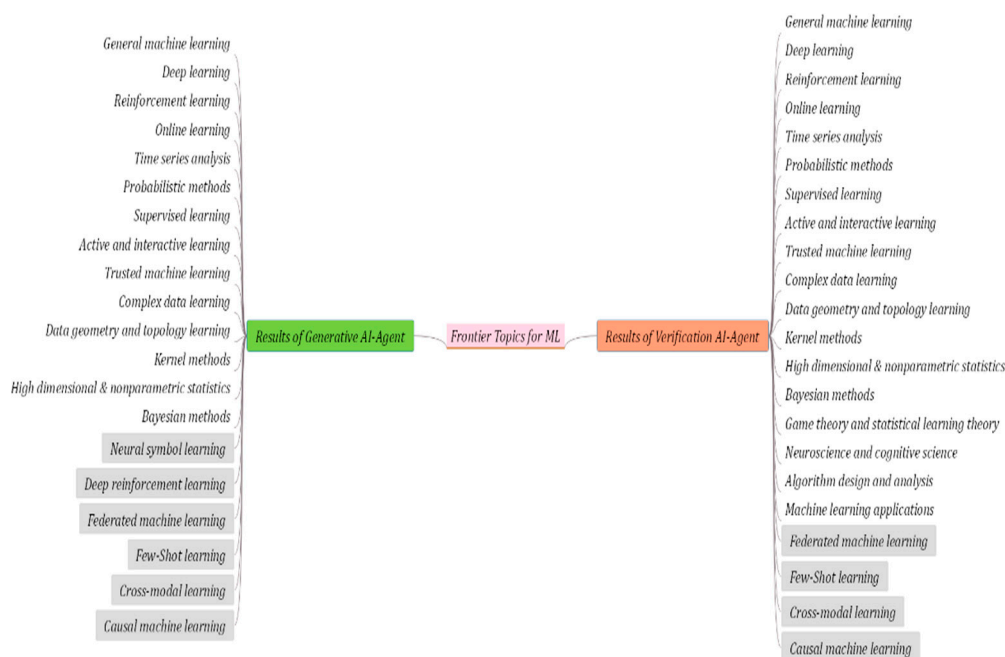 General machine learning
Deep learning
Reinforcement learning
Online learning
Time series analysis
Probabilistic methods
Supervised learning
Active and interactive learning
Trusted machine learning
Complex data learning
Data geometry and topology learning
Kernel methods
High dimensional & nonparametric statistics
Bayesian methods
Neural symbol learning
Deep reinforcement learning
Federated machine learning
Few-Shot learning
Cross-modal learning
Causal machine learning
Results of Generative AI-Agent
Frontier Topics for ML
Results of Verification AI-Agent
General machine learning
Deep learning
Reinforcement learning
Online learning
Time series analysis
Probabilistic methods
Supervised learning
Active and interactive learning
Trusted machine learning
Complex data learning
Data geometry and topology learning
Kernel methods
High dimensional & nonparametric statistics
Bayesian methods
Game theory and statistical learning theory
Neuroscience and cognitive science
Algorithm design and analysis
Machine learning applications
Federated machine learning
Few-Shot learning
Cross-modal learning
Causal machine learning